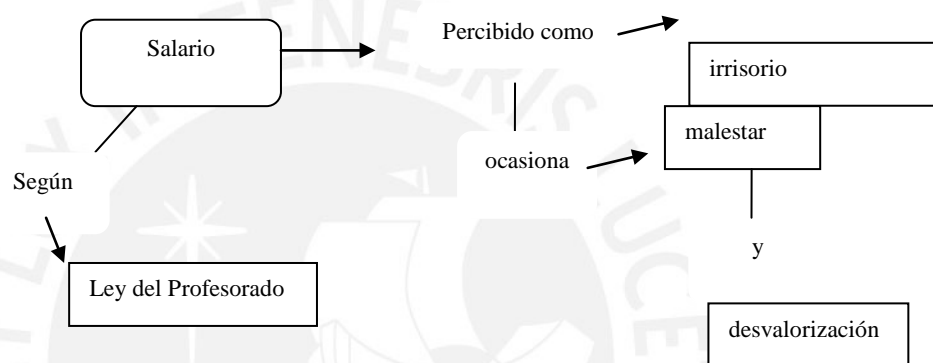 Salario
Percibido como
irrisorio
malestar
ocasiona
Según
y
Ley del Profesorado
desvalorización